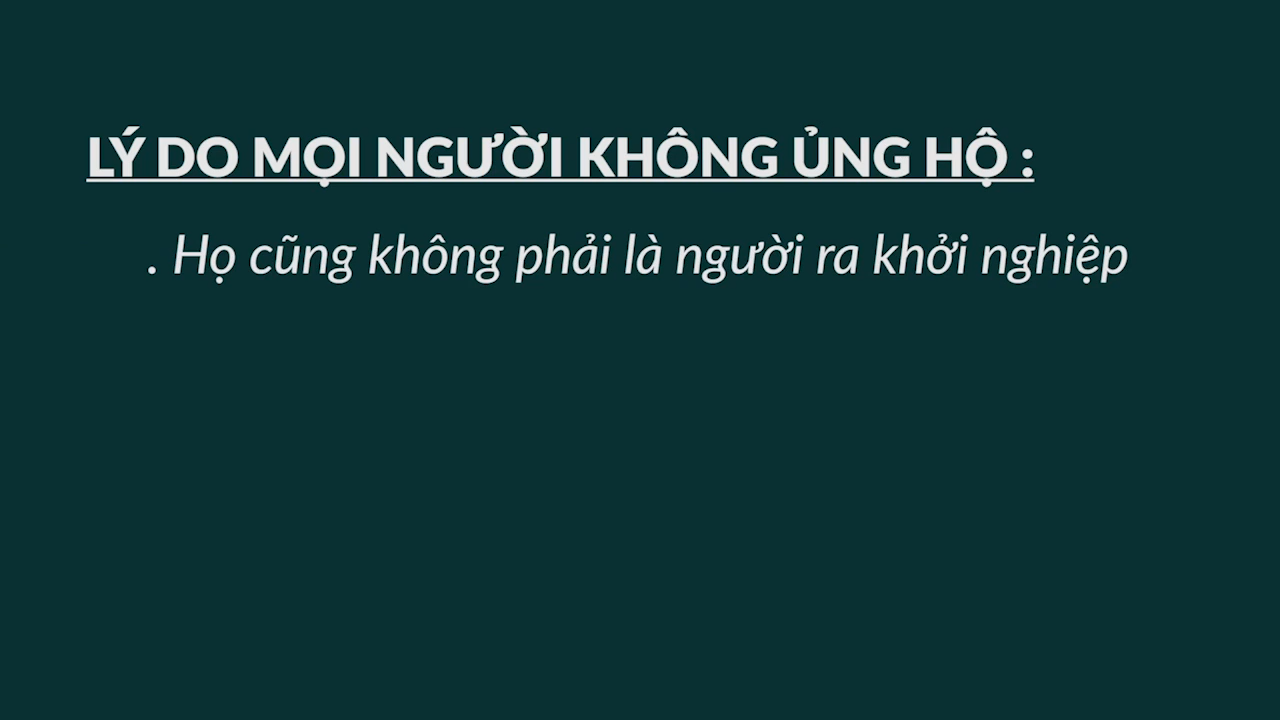 LÝ DO MỌI NGƯỜI KHÔNG ỦNG HỘ :
. Họ cũng không phải là người ra khởi nghiệp